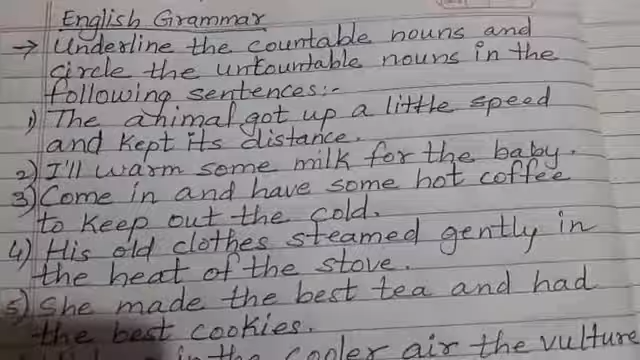 English Grammar
→ Underline the countable nouns and
circle the untountable nouns in the
following sentences:-
1) The animal got up a little speed
and kept its distance.
2) I'll warm some milk for the baby.
3) Come in and have some hot coffee
to keep out the cold.
4) His old clothes steamed gently in
the heat of the stove.
5) She made the best tea and had
the best cookies.
in the cooler air the vulture